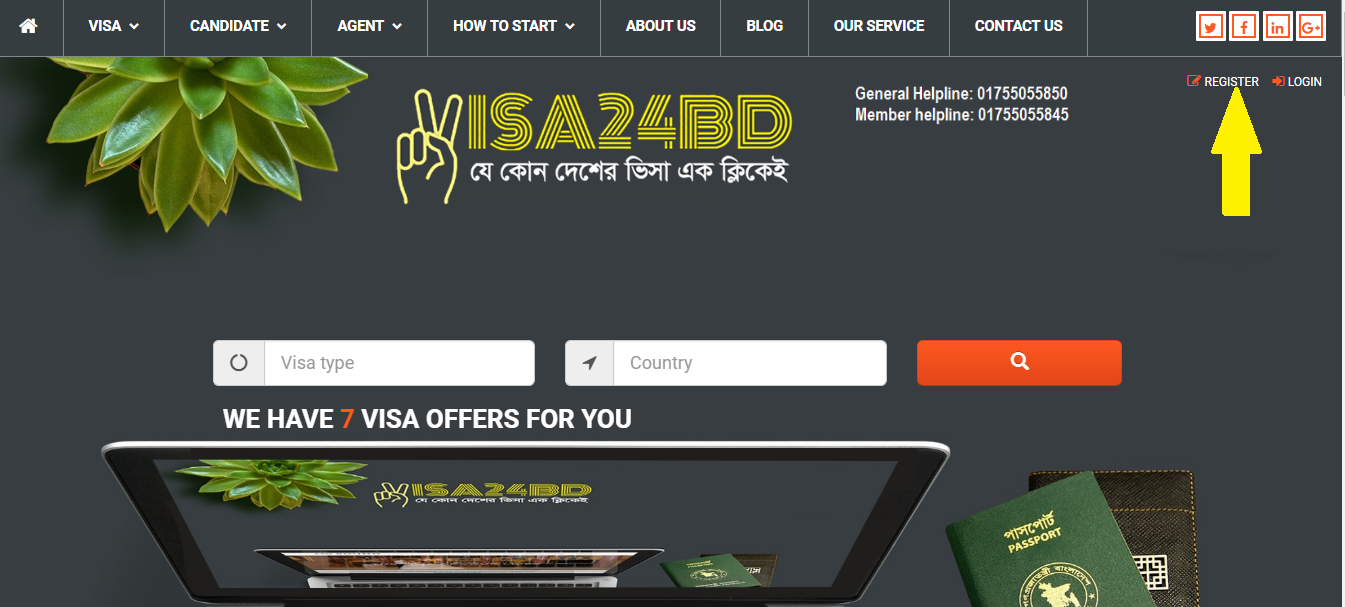 VISA CANDIDATE AGENT HOW TO START ABOUT US BLOG OUR SERVICE CONTACT US
REGISTER LOGIN
General Helpline: 01755055850
Member helpline: 01755055845
VISA24BD
যে কোন দেশের ভিসা এক ক্লিকেই
Visa type
Country
WE HAVE 7 VISA OFFERS FOR YOU
VISA24BD
যে কোন দেশের ভিসা এক ক্লিকেই
পাসপোর্ট
PASSPORT